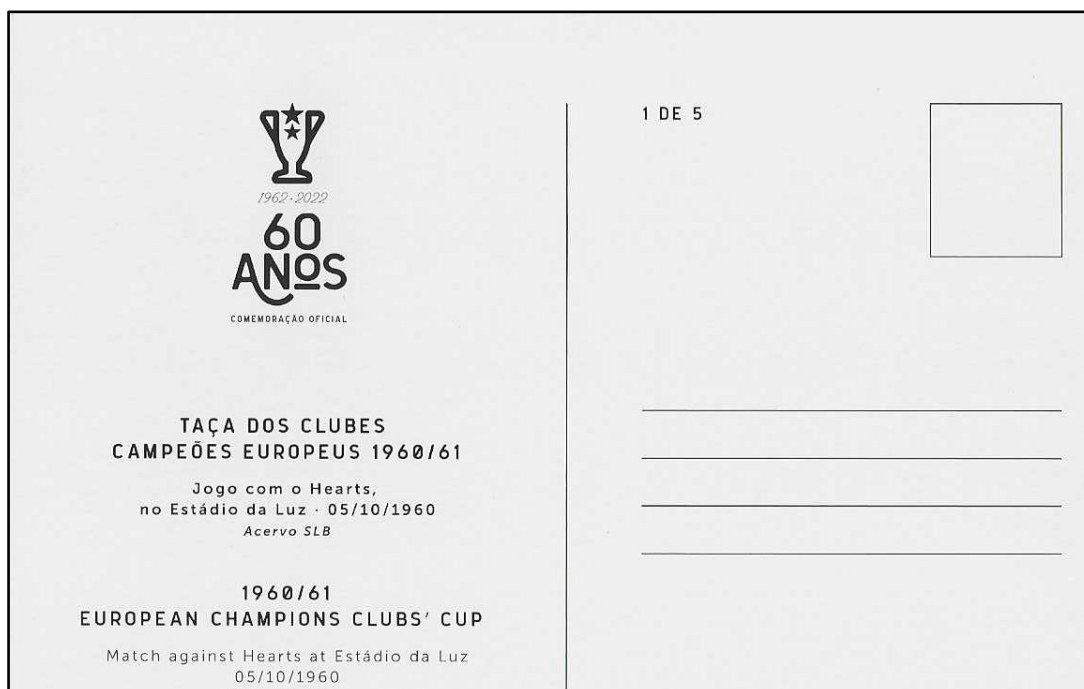 1962·2022
60
ANOS
COMEMORAÇÃO OFICIAL
TAÇA DOS CLUBES
CAMPEÕES EUROPEUS 1960/61
Jogo com o Hearts,
no Estádio da Luz · 05/10/1960
Acervo SLB
1960/61
EUROPEAN CHAMPIONS CLUBS' CUP
Match against Hearts at Estádio da Luz
05/10/1960
1 DE 5